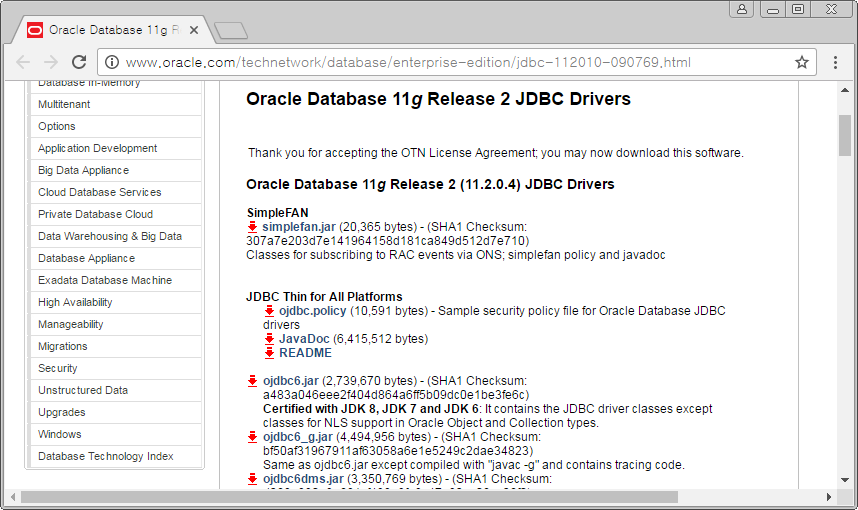 Oracle Database 11g R
www.oracle.com/technetwork/database/enterprise-edition/jdbc-112010-090769.html
Database In-Memory
Multitenant
Options
Application Development
Big Data Appliance
Cloud Database Services
Private Database Cloud
Data Warehousing & Big Data
Database Appliance
Exadata Database Machine
High Availability
Manageability
Migrations
Security
Unstructured Data
Upgrades
Windows
Database Technology Index
Oracle Database 11g Release 2 JDBC Drivers
Thank you for accepting the OTN License Agreement; you may now download this software.
Oracle Database 11g Release 2 (11.2.0.4) JDBC Drivers
SimpleFAN
simplefan.jar (20,365 bytes) - (SHA1 Checksum:
307a7e203d7e141964158d181ca849d512d7e710)
Classes for subscribing to RAC events via ONS; simplefan policy and javadoc
JDBC Thin for All Platforms
ojdbc.policy (10,591 bytes) - Sample security policy file for Oracle Database JDBC
drivers
JavaDoc (6,415,512 bytes)
README
ojdbc6.jar (2,739,670 bytes) - (SHA1 Checksum:
a483a046eee2f404d864a6ff5b09dc0e1be3fe6c)
Certified with JDK 8, JDK 7 and JDK 6: It contains the JDBC driver classes except
classes for NLS support in Oracle Object and Collection types.
ojdbc6_g.jar (4,494,956 bytes) - (SHA1 Checksum:
bf50af31967911af63058a6e1e5249c2dae34823)
Same as ojdbc6.jar except compiled with "javac -g" and contains tracing code.
ojdbc6dms.jar (3,350,769 bytes) - (SHA1 Checksum: